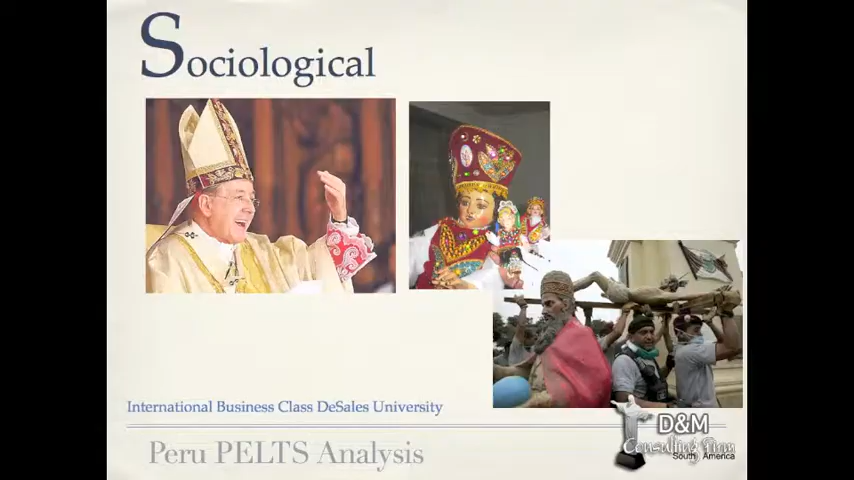 Sociological
International Business Class DeSales University
Peru PELTS Analysis
D&M
Consulting Firm
South America